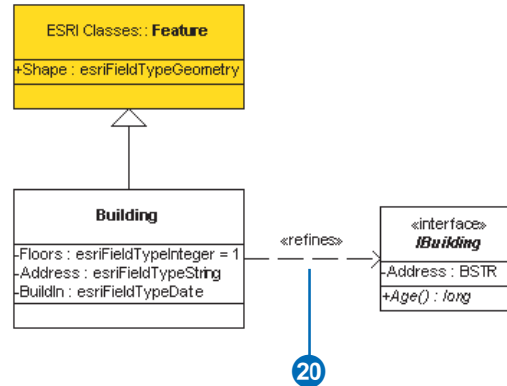 ESRI Classes:: Feature
+Shape : esriFieldTypeGeometry
Building
-Floors : esriFieldTypeInteger = 1
-Address : esriFieldTypeString
-BuildIn : esriFieldTypeDate
«refines»
«interface»
IBuilding
-Address : BSTR
+Age() : long
20